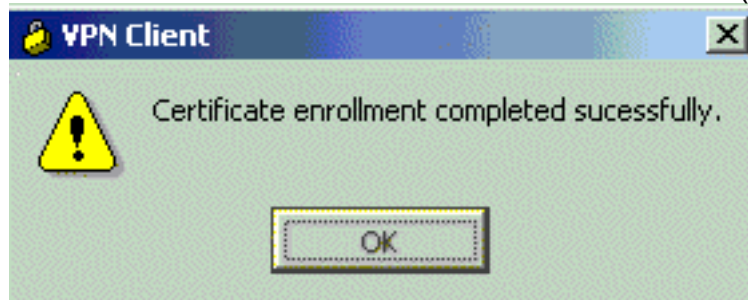 VPN Client
Certificate enrollment completed sucessfully.
OK